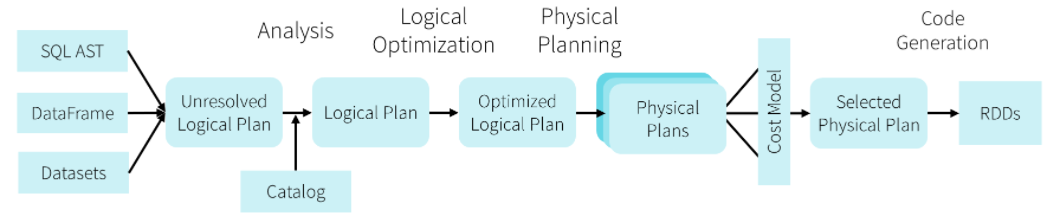 Analysis
Logical
Optimization
Physical
Planning
Code
Generation
SQL AST
DataFrame
Datasets
Unresolved
Logical Plan
Catalog
Logical Plan
Optimized
Logical Plan
Physical
Plans
Cost Model
Selected
Physical Plan
RDDs